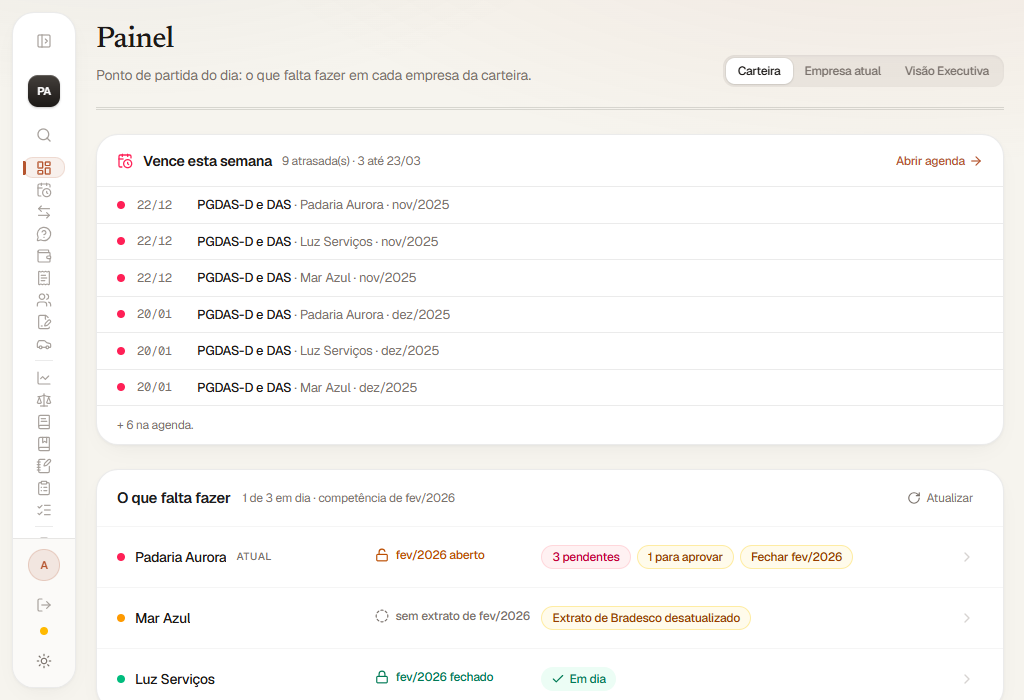 Painel
Ponto de partida do dia: o que falta fazer em cada empresa da carteira.
Carteira
Empresa atual
Visão Executiva
PA
Vence esta semana 9 atrasada(s) · 3 até 23/03
Abrir agenda →
22/12 PGDAS-D e DAS · Padaria Aurora · nov/2025
22/12 PGDAS-D e DAS · Luz Serviços · nov/2025
22/12 PGDAS-D e DAS · Mar Azul · nov/2025
20/01 PGDAS-D e DAS · Padaria Aurora · dez/2025
20/01 PGDAS-D e DAS · Luz Serviços · dez/2025
20/01 PGDAS-D e DAS · Mar Azul · dez/2025
+ 6 na agenda.
O que falta fazer 1 de 3 em dia · competência de fev/2026
Atualizar
Padaria Aurora ATUAL fev/2026 aberto 3 pendentes 1 para aprovar Fechar fev/2026
Mar Azul sem extrato de fev/2026 Extrato de Bradesco desatualizado
Luz Serviços fev/2026 fechado Em dia
A